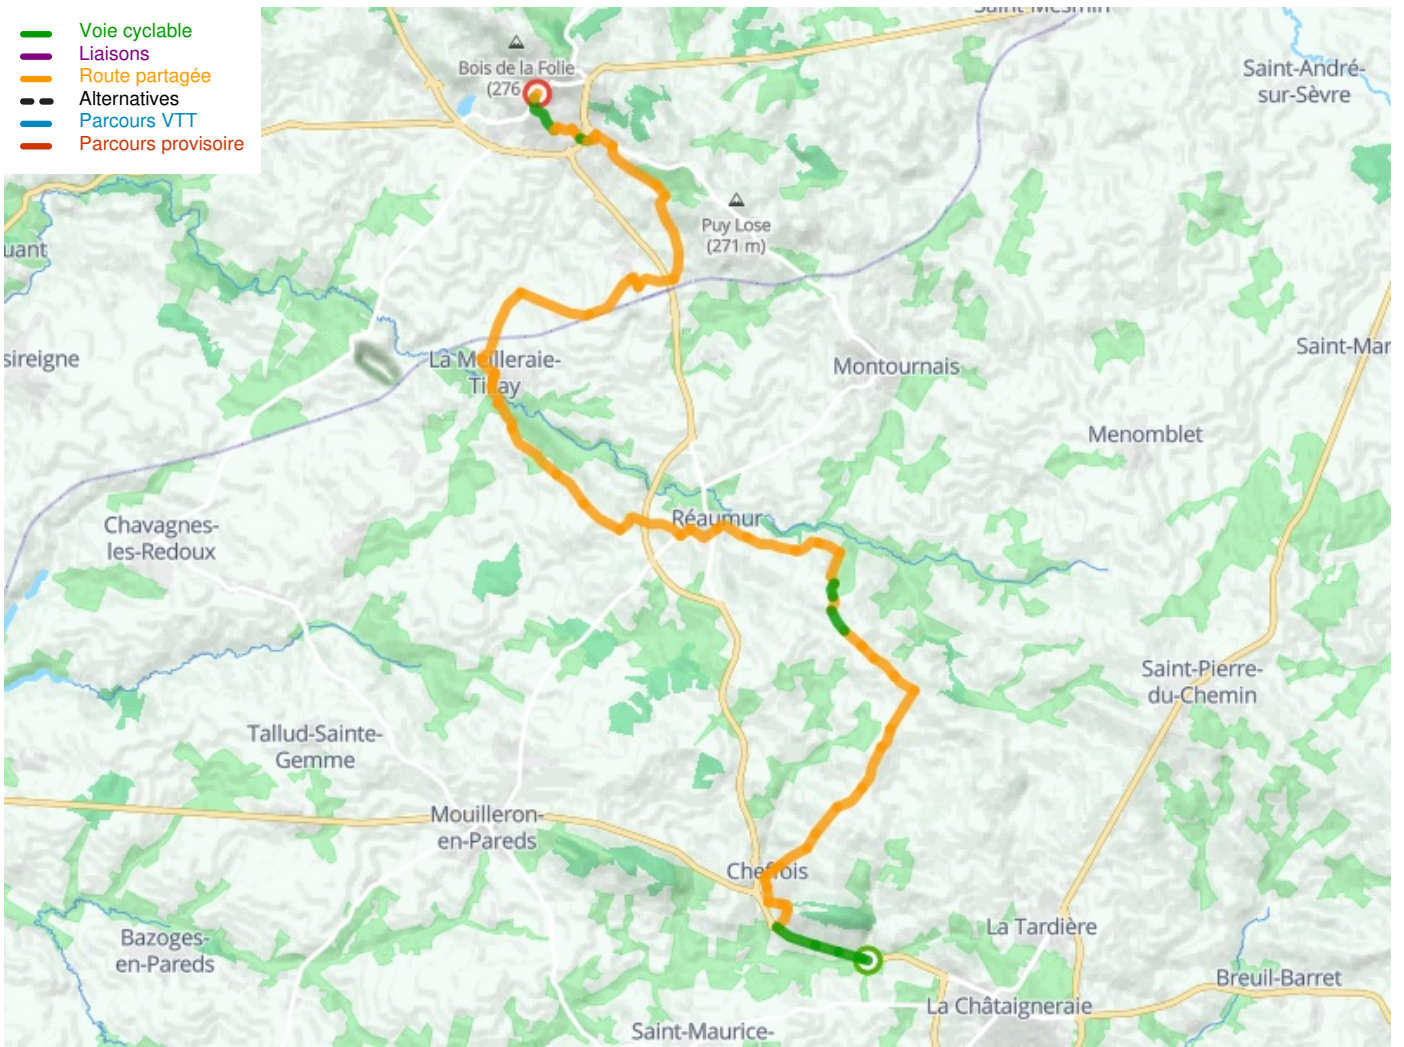 Voie cyclable
Liaisons
Route partagée
Alternatives
Parcours VTT
Parcours provisoire
Saint-Mesmin
Bois de la Folie
(276
Saint-André-
sur-Sèvre
Puy Lose
(271 m)
uant
sireigne
La Meilleraie-
Tillay
Montournais
Saint-Mar
Menomblet
Chavagnes-
les-Redoux
Réaumur
Saint-Pierre-
du-Chemin
Tallud-Sainte-
Gemme
Mouilleron-
en-Pareds
Cheffois
Bazoges-
en-Pareds
La Tardière
Breuil-Barret
La Châtaigneraie
Saint-Maurice-